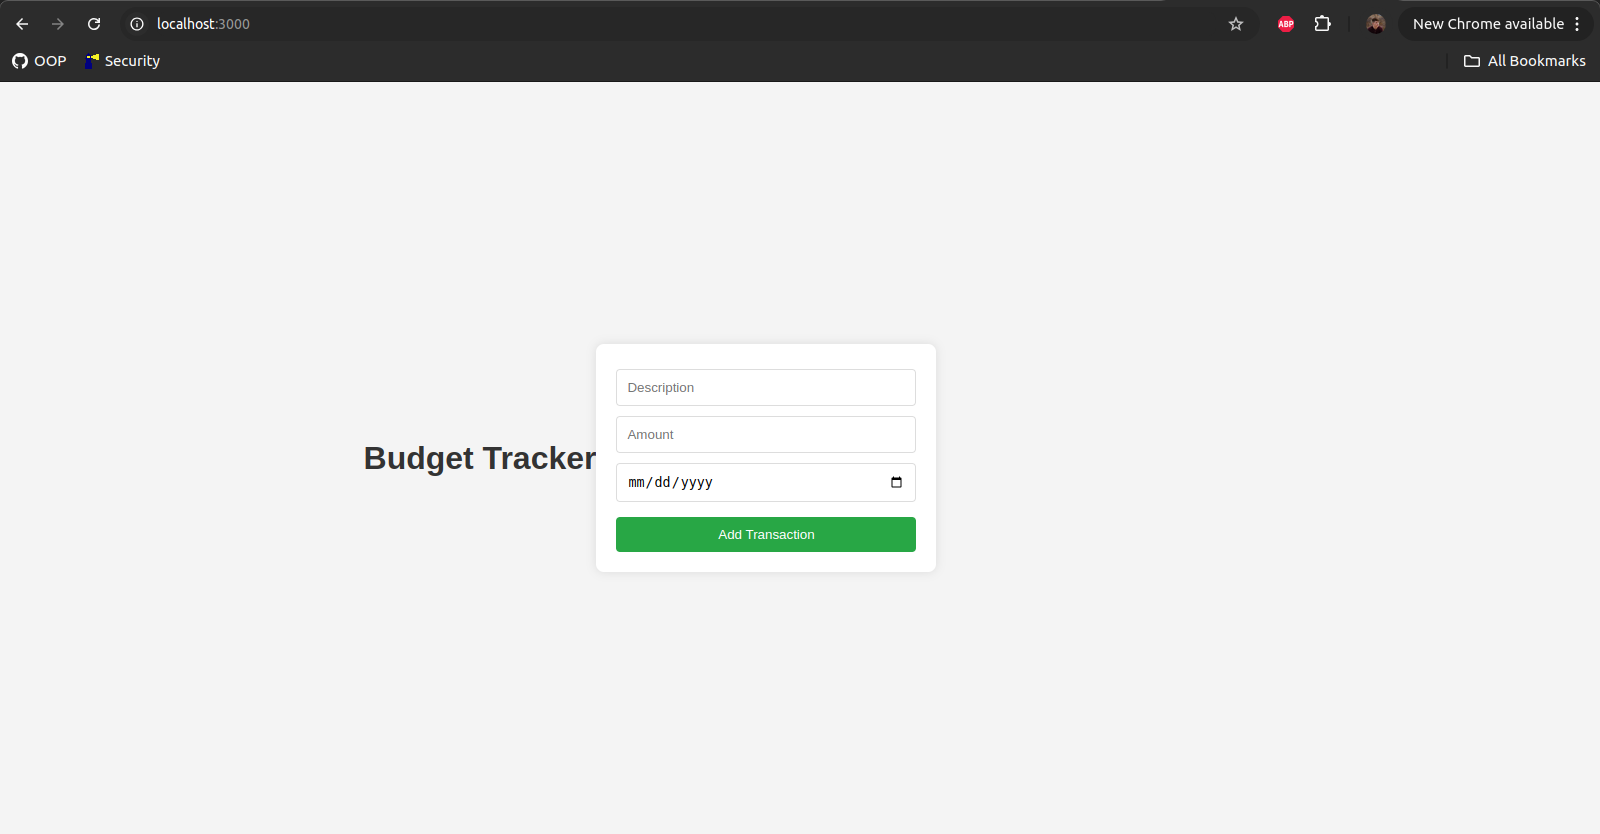 localhost:3000
ABP
New Chrome available
OOP
Security
All Bookmarks
Budget Tracker
Description
Amount
mm/dd/yyyy
Add Transaction